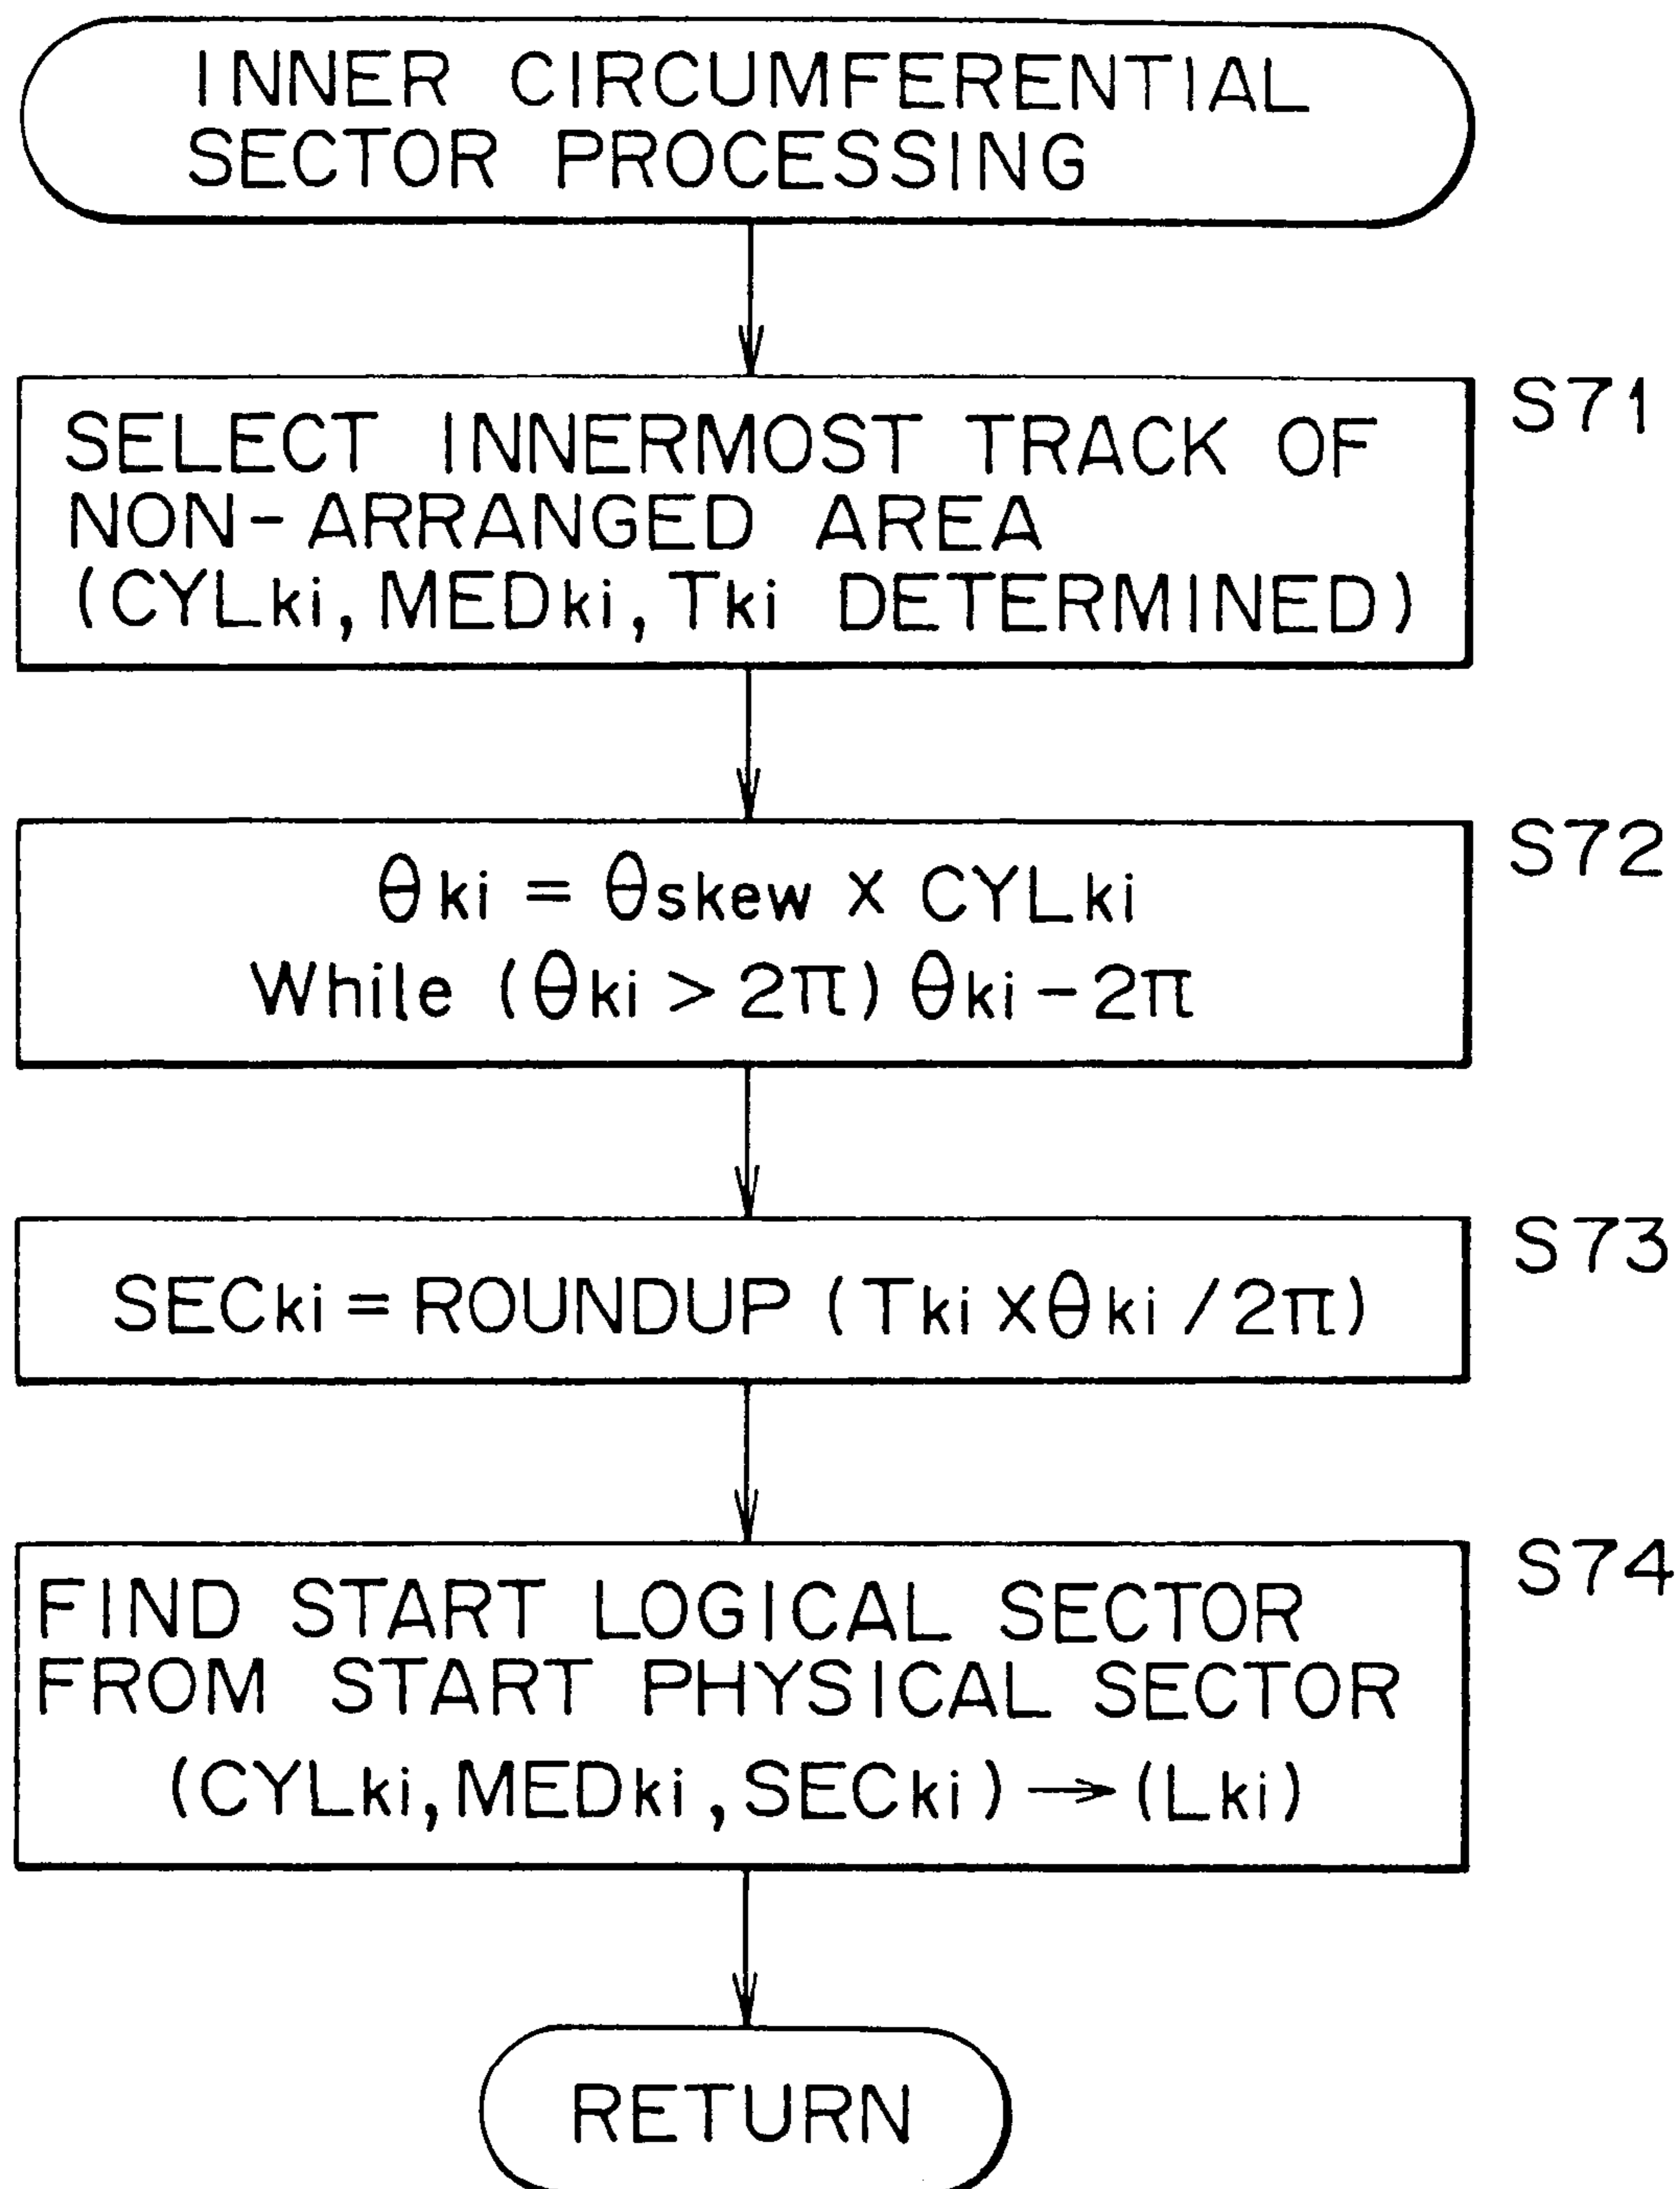 INNER CIRCUMFERENTIAL
SECTOR PROCESSING
S71
SELECT INNERMOST TRACK OF
NON-ARRANGED AREA
(CYLki, MEDki, Tki DETERMINED)
S72
θki = θskew × CYLki
While (θki > 2π) θki - 2π
S73
SECki = ROUNDUP (Tki × θki / 2π)
S74
FIND START LOGICAL SECTOR
FROM START PHYSICAL SECTOR
(CYLki, MEDki, SECki) → (Lki)
RETURN